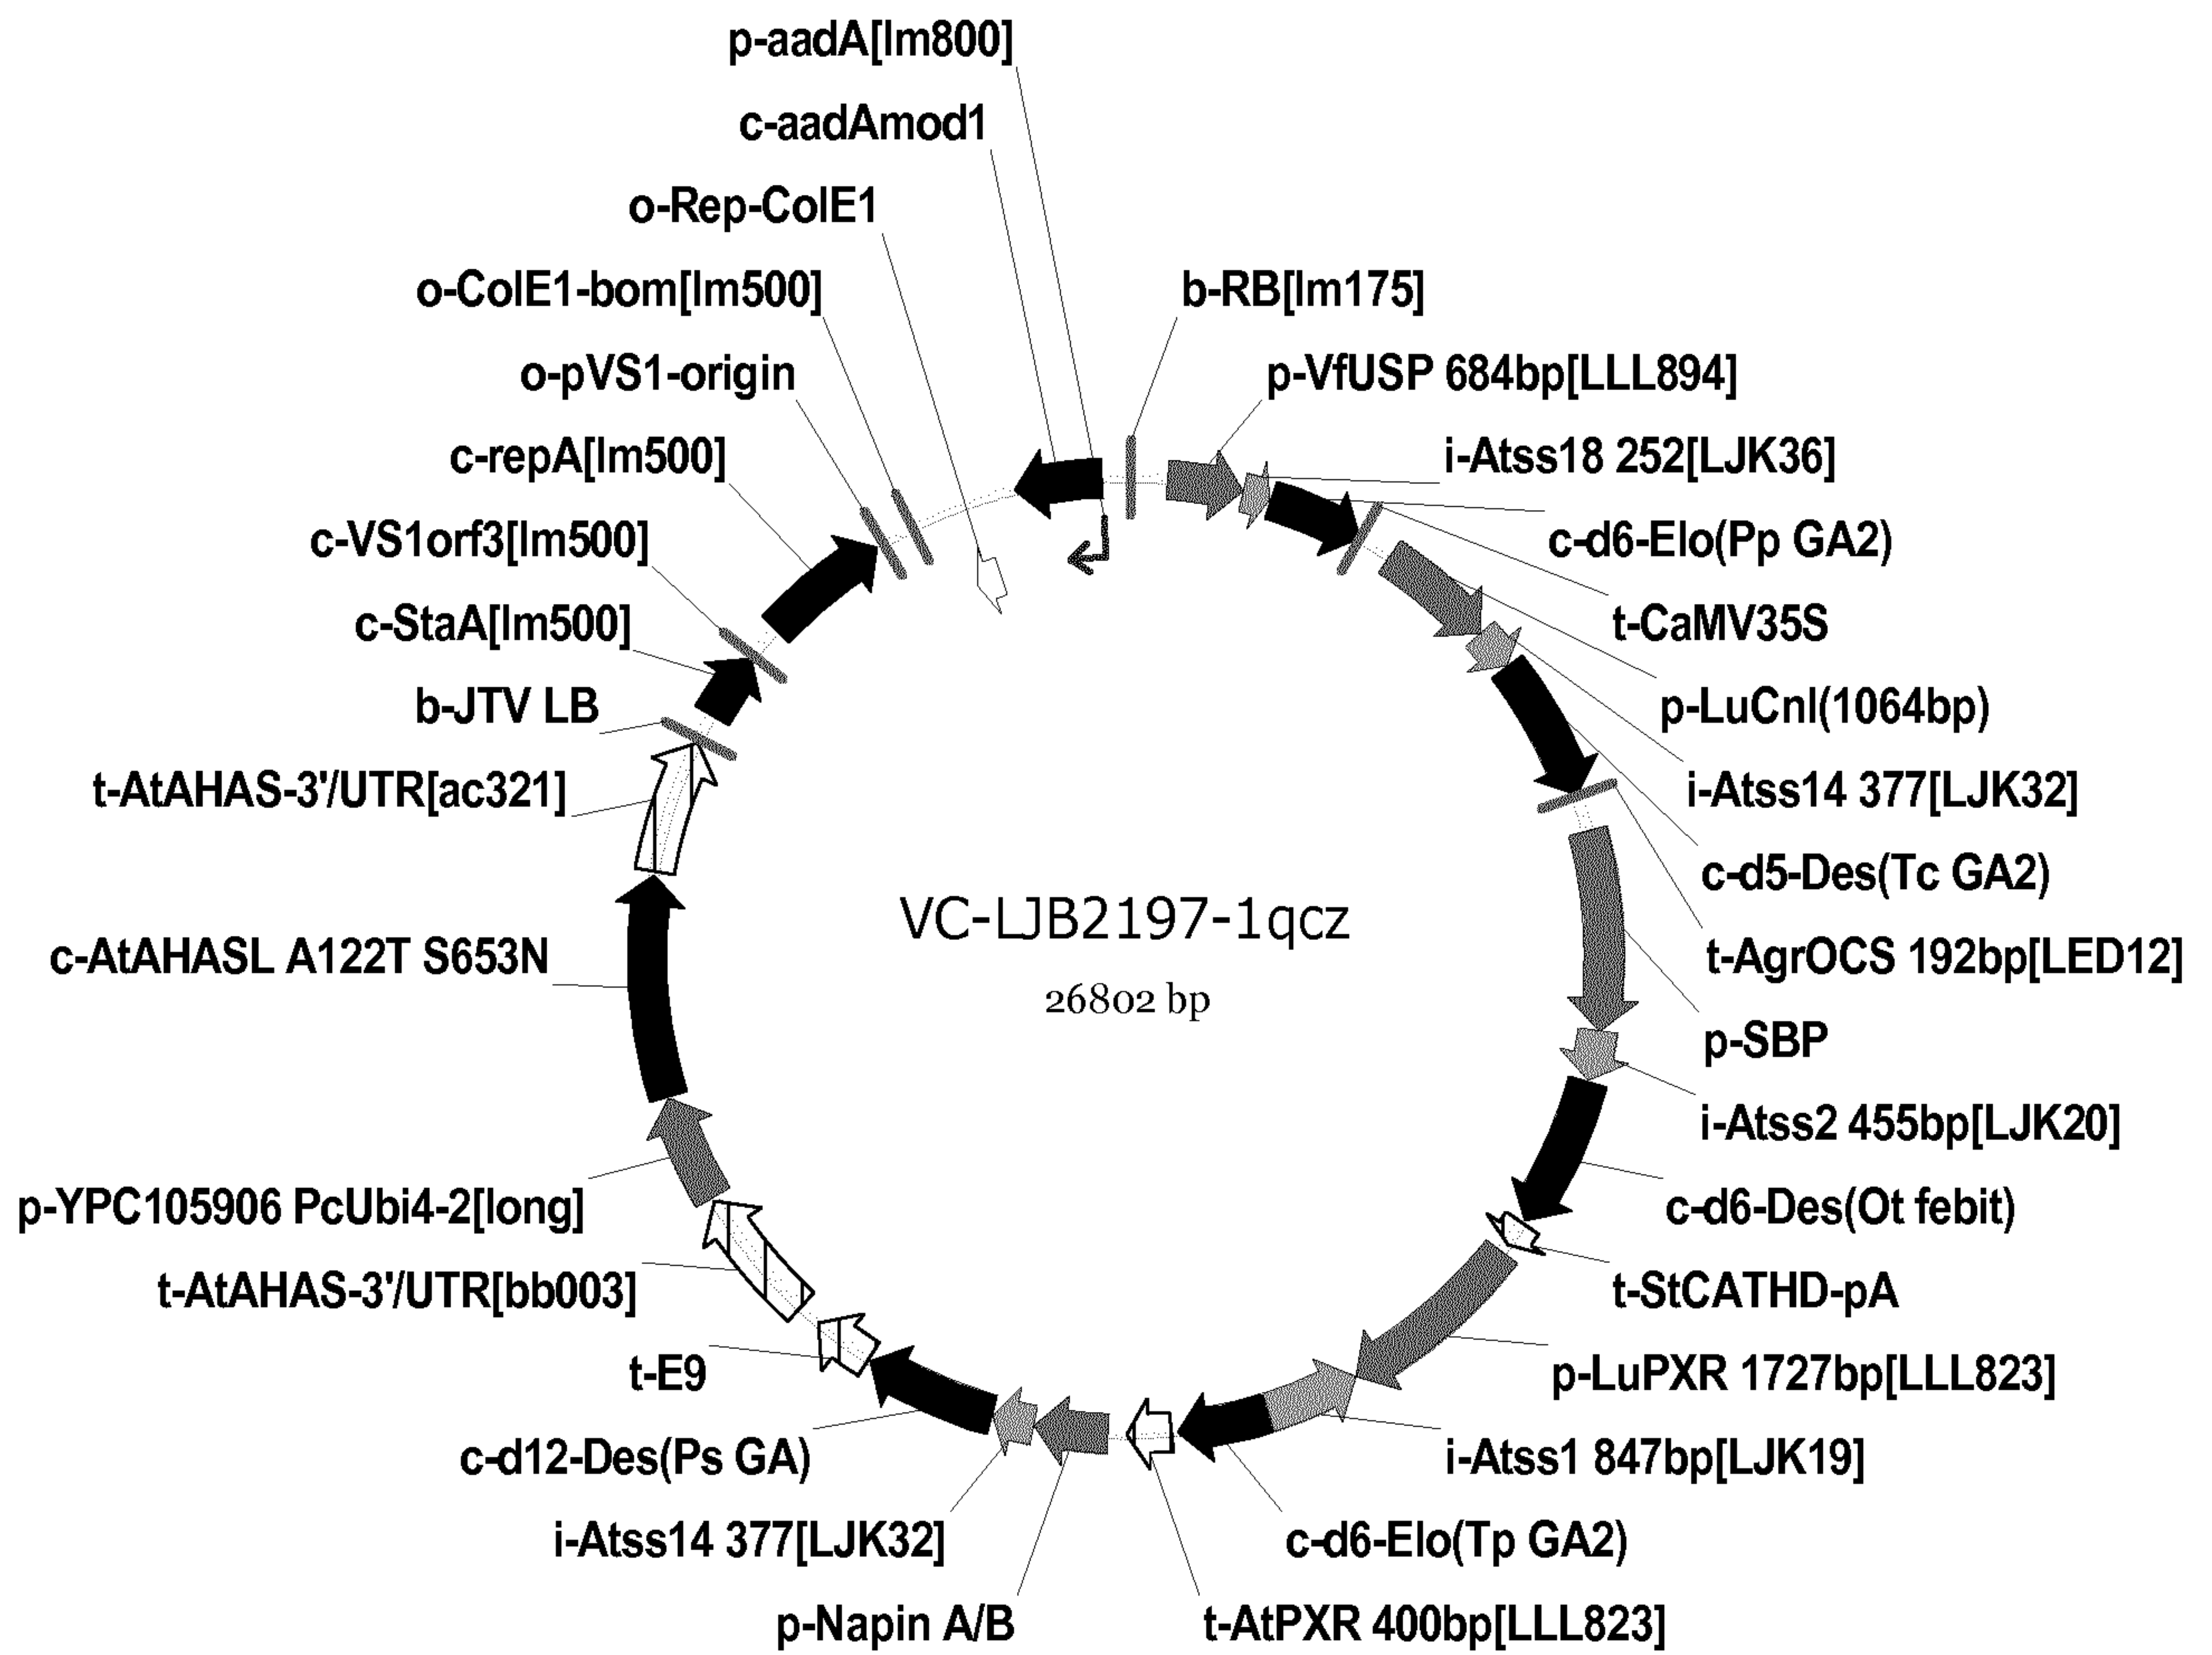 p-aadA[lm800]
c-aadAmod1
o-Rep-ColE1
o-ColE1-bom[lm500]
b-RB[lm175]
o-pVS1-origin
p-VfUSP 684bp[LLL894]
c-repA[lm500]
i-Atss18 252[LJK36]
c-VS1orf3[lm500]
c-d6-Elo(Pp GA2)
c-StaA[lm500]
t-CaMV35S
b-JTV LB
p-LuCnl(1064bp)
t-AtAHAS-3'/UTR[ac321]
i-Atss14 377[LJK32]
c-d5-Des(Tc GA2)
VC-LJB2197-1qcz
26802 bp
c-AtAHASL A122T S653N
t-AgrOCS 192bp[LED12]
p-SBP
i-Atss2 455bp[LJK20]
p-YPC105906 PcUbi4-2[long]
c-d6-Des(Ot febit)
t-AtAHAS-3'/UTR[bb003]
t-StCATHD-pA
t-E9
p-LuPXR 1727bp[LLL823]
c-d12-Des(Ps GA)
i-Atss1 847bp[LJK19]
i-Atss14 377[LJK32]
c-d6-Elo(Tp GA2)
p-Napin A/B
t-AtPXR 400bp[LLL823]